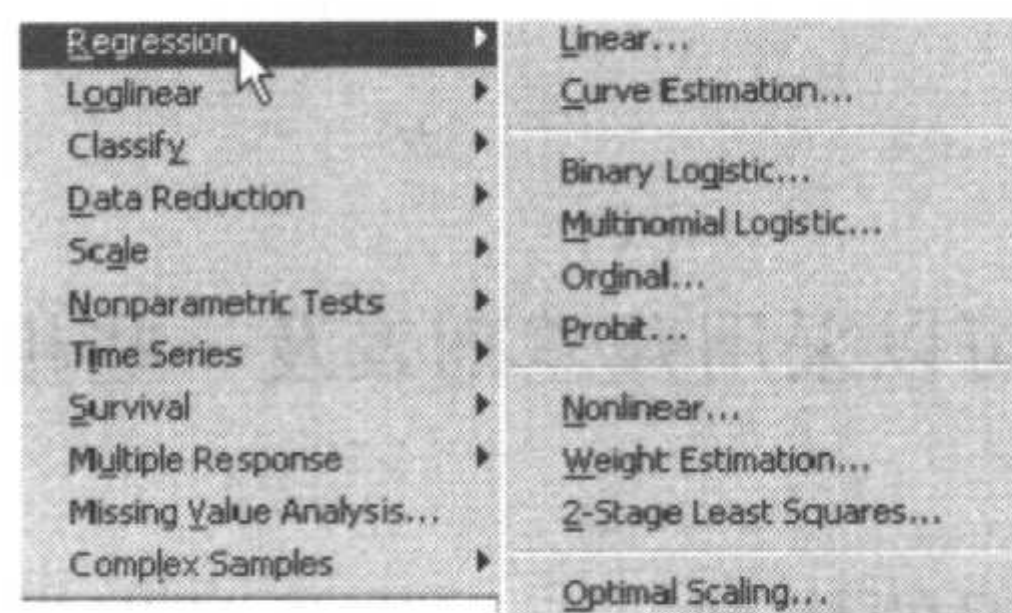 Regression
Loglinear
Classify
Data Reduction
Scale
Nonparametric Tests
Time Series
Survival
Multiple Response
Missing Value Analysis...
Complex Samples
Linear...
Curve Estimation...
Binary Logistic...
Multinomial Logistic...
Ordinal...
Probit...
Nonlinear...
Weight Estimation...
2-Stage Least Squares...
Optimal Scaling...